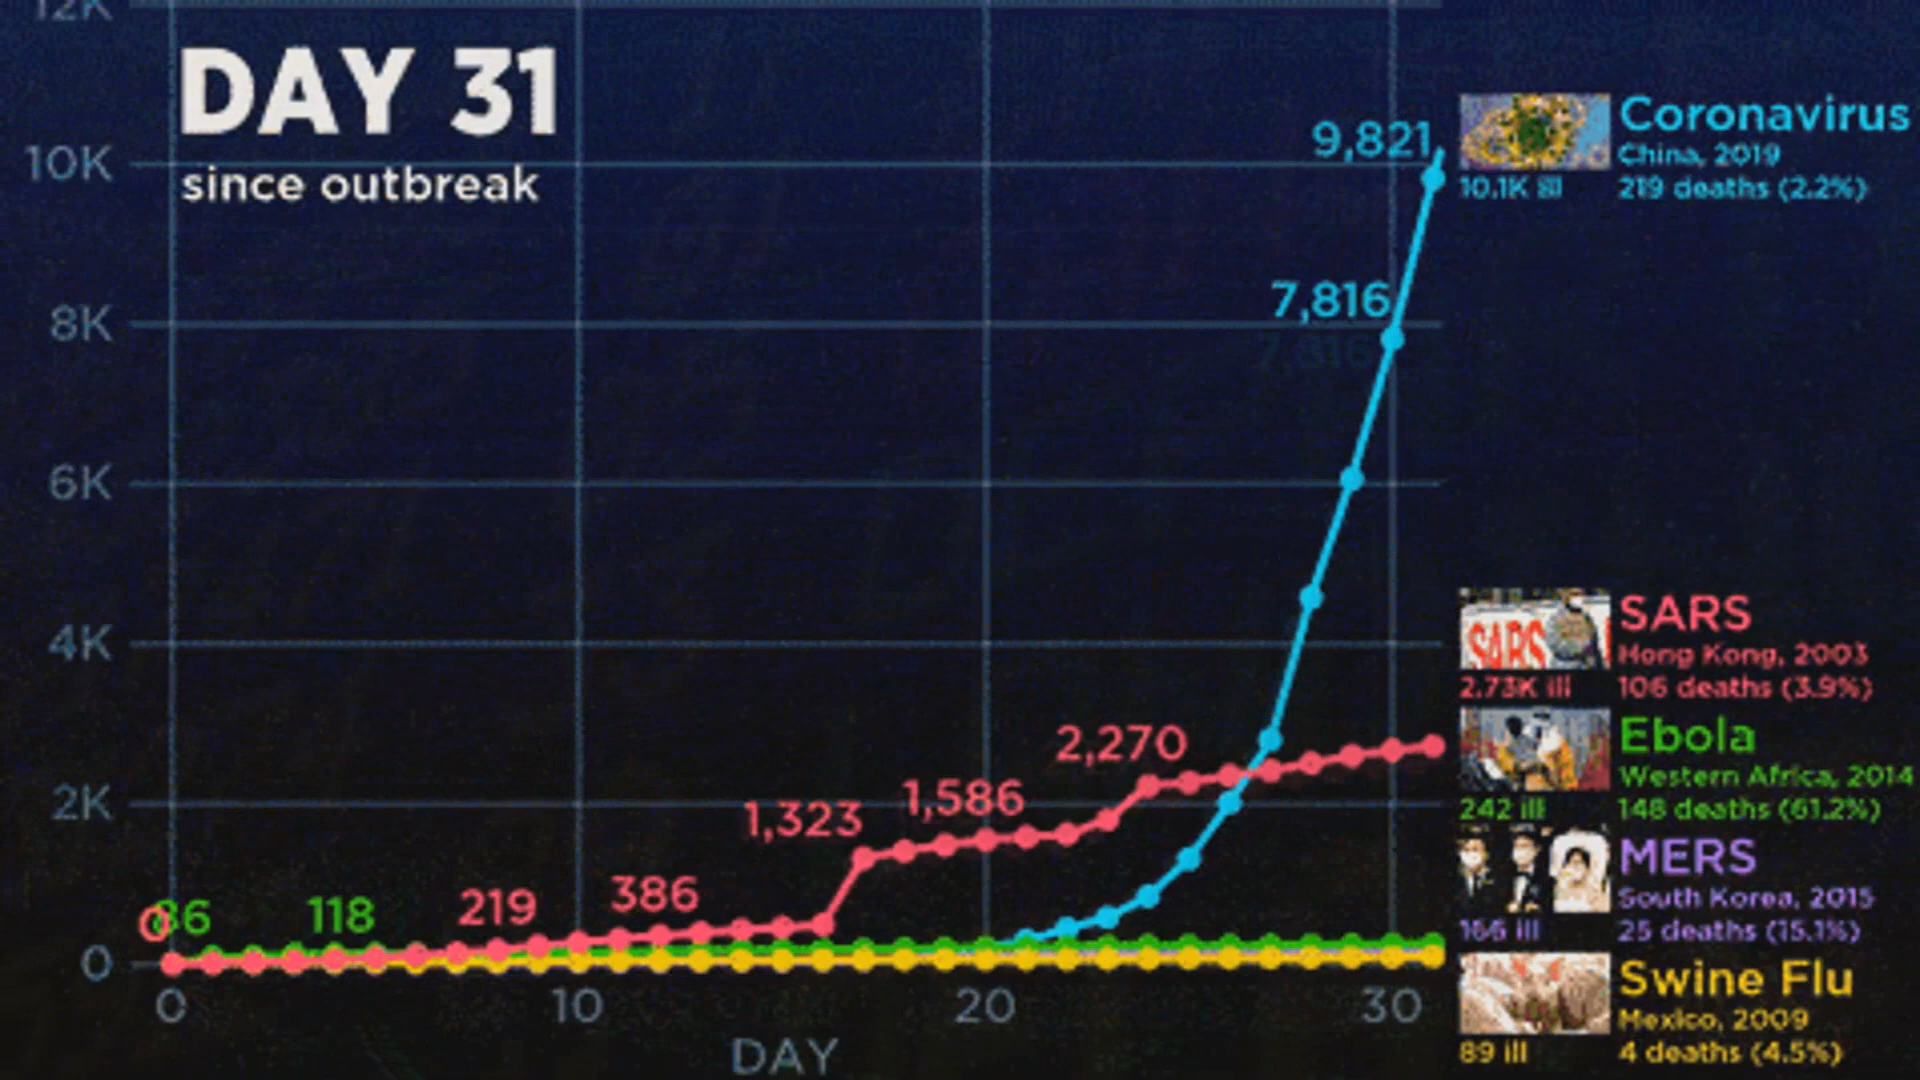 12K
DAY 31
since outbreak
10K
8K
6K
4K
2K
0
9,821
7,816
2,270
1,586
1,323
386
219
118
86
0
0
10
20
30
DAY
Coronavirus
China, 2019
10.1K ill
219 deaths (2.2%)
SARS
SARS
Hong Kong, 2003
2.73K ill
106 deaths (3.9%)
Ebola
Western Africa, 2014
242 ill
148 deaths (61.2%)
MERS
South Korea, 2015
166 ill
25 deaths (15.1%)
Swine Flu
Mexico, 2009
89 ill
4 deaths (4.5%)